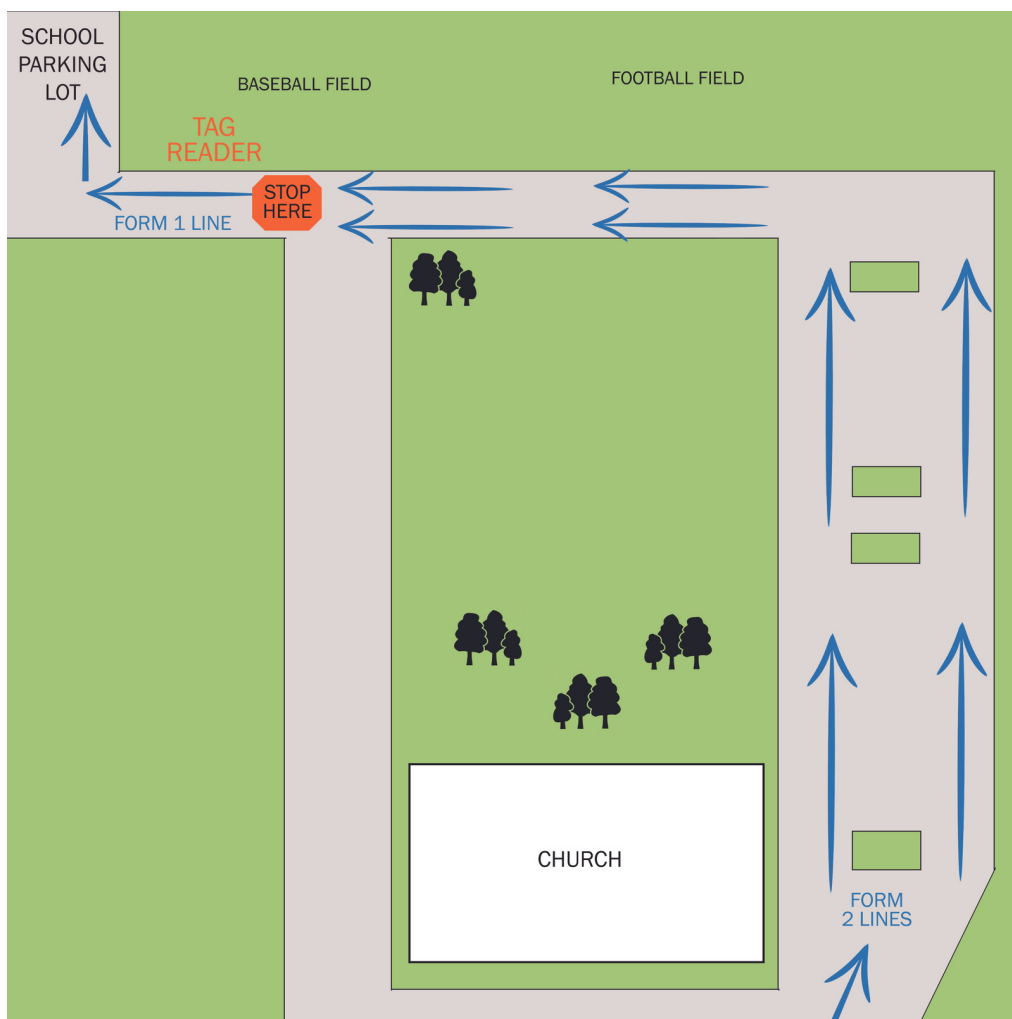 SCHOOL
PARKING
LOT
BASEBALL FIELD
FOOTBALL FIELD
TAG
READER
STOP
HERE
FORM 1 LINE
CHURCH
FORM
2 LINES